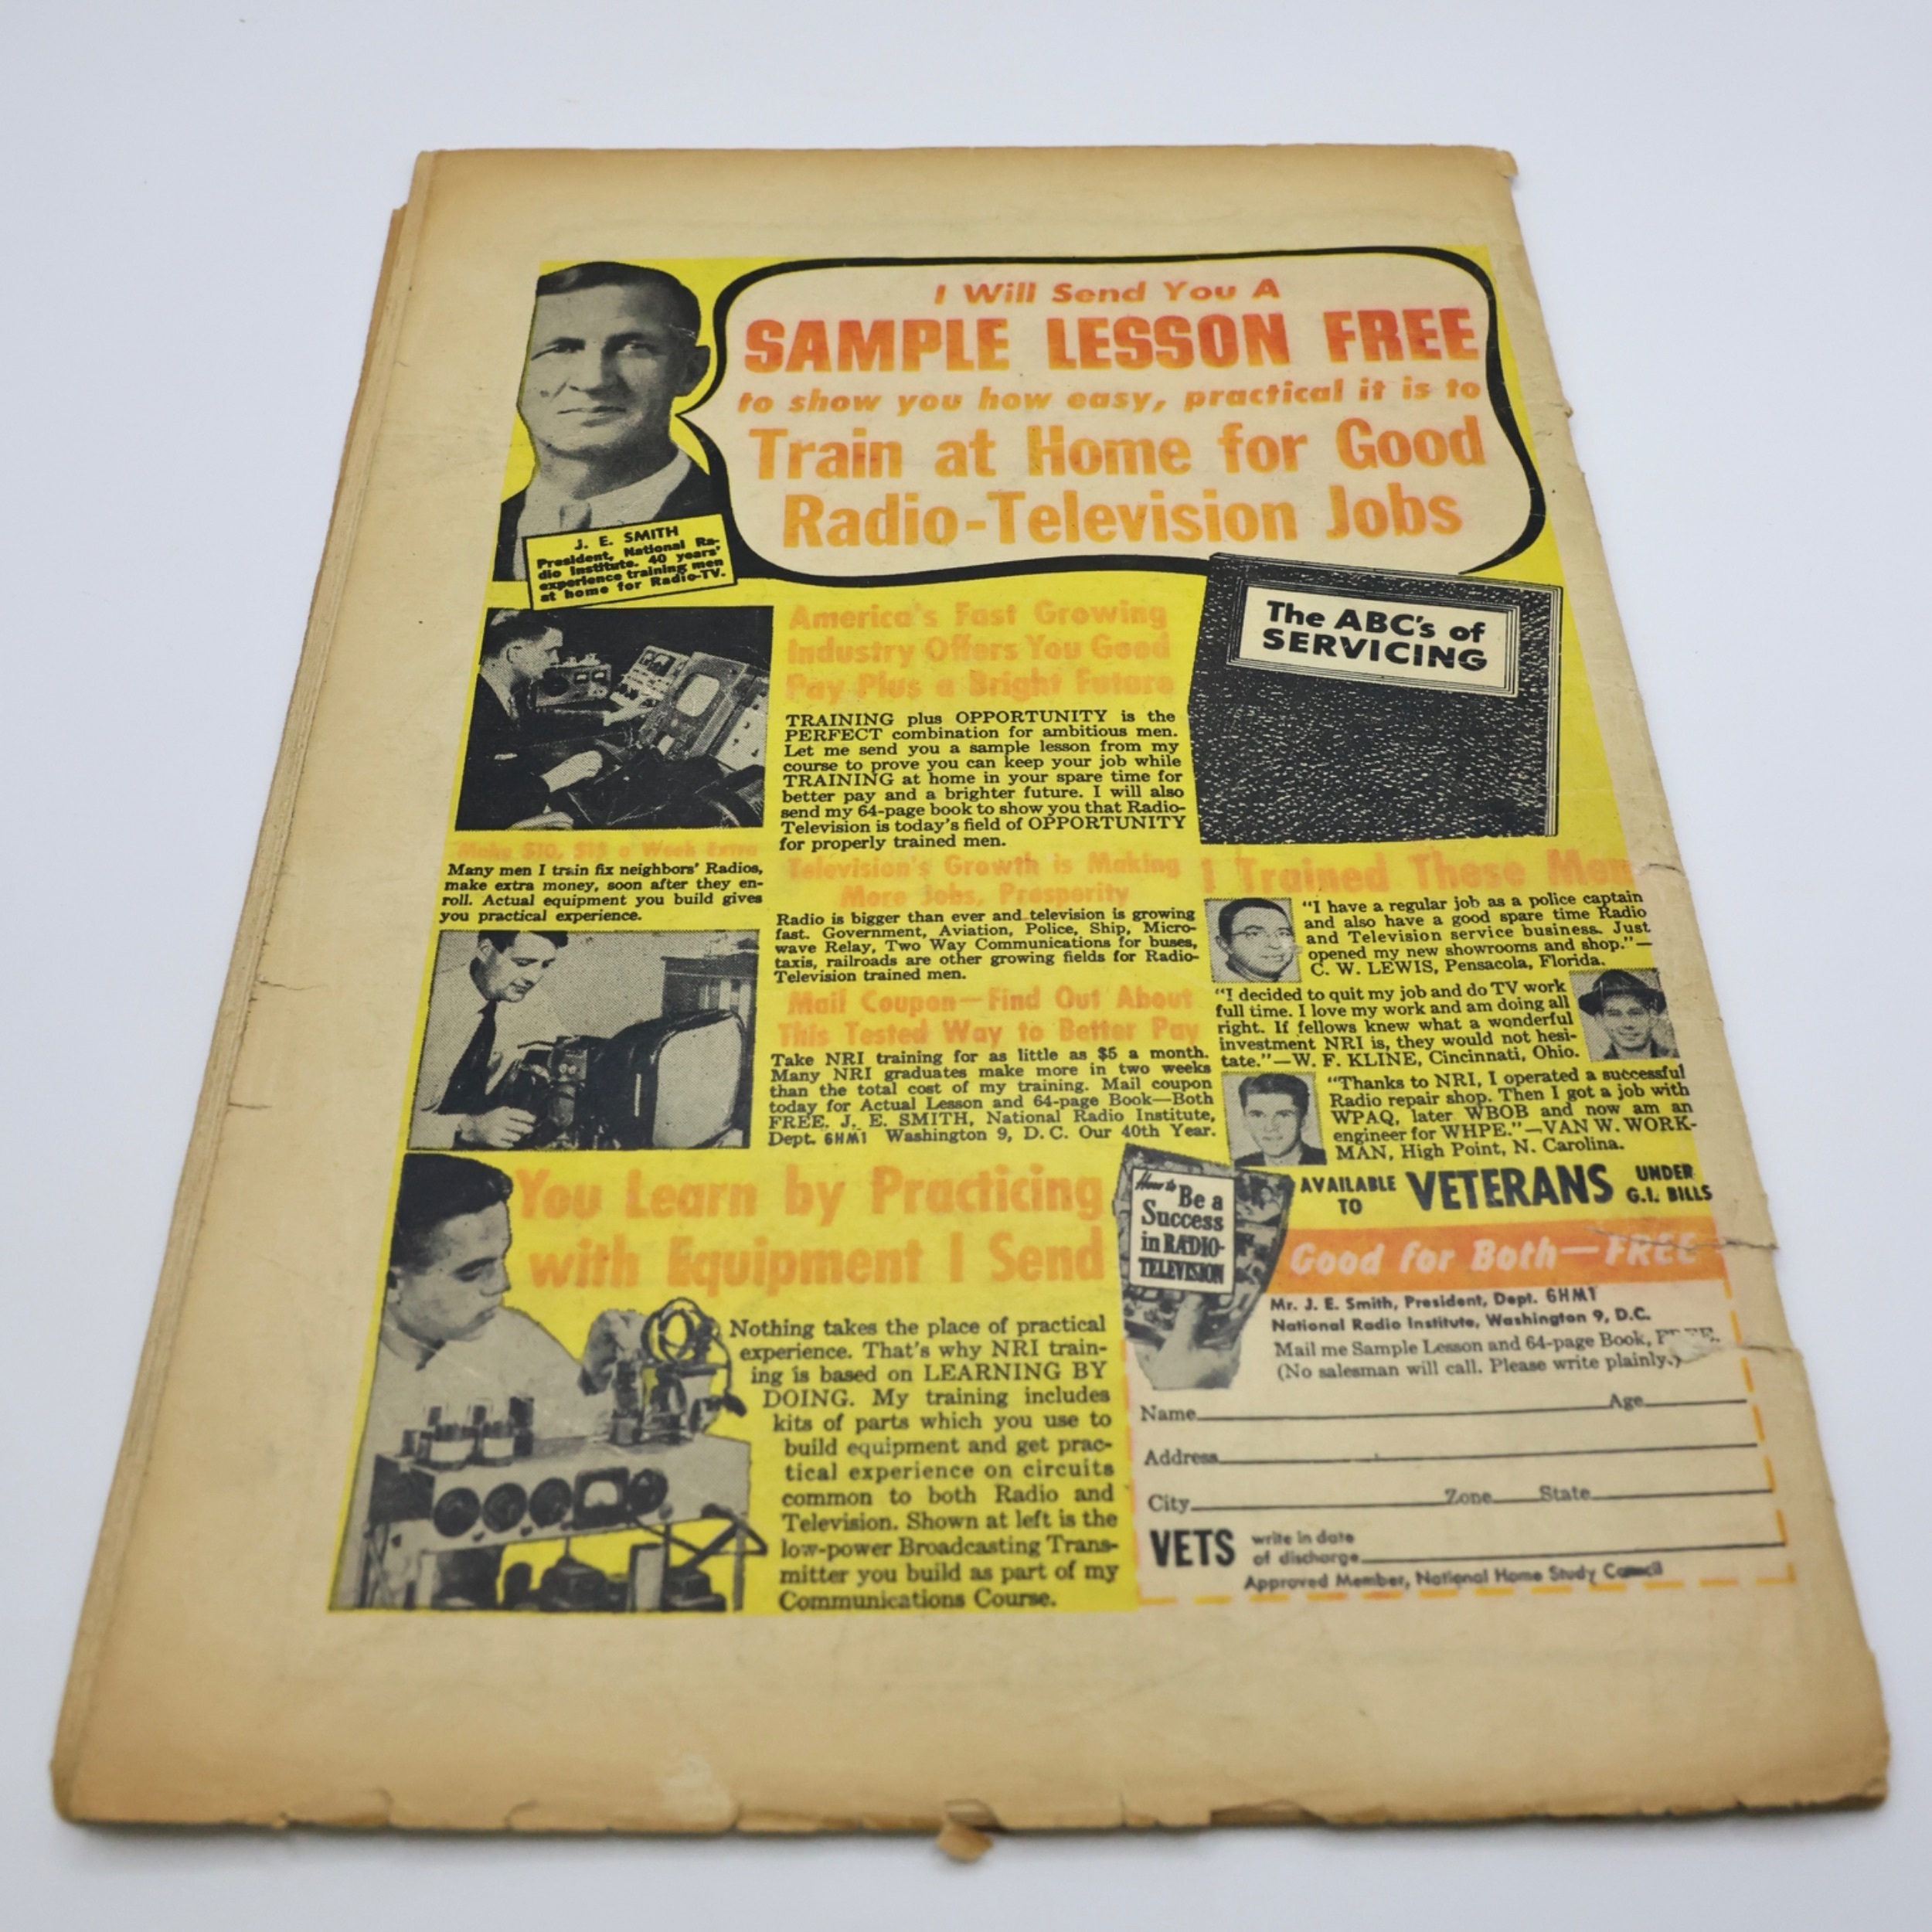 I Will Send You A
SAMPLE LESSON FREE
to show you how easy, practical it is to
Train at Home for Good
Radio-Television Jobs
J. E. SMITH
President, National Ra-
dio Institute. 40 years'
experience training men
at home for Radio-TV.
America's Fast Growing
Industry Offers You Good
Pay Plus a Bright Future
TRAINING plus OPPORTUNITY is the
PERFECT combination for ambitious men.
Let me send you a sample lesson from my
course to prove you can keep your job while
TRAINING at home in your spare time for
better pay and a brighter future. I will also
send my 64-page book to show you that Radio-
Television is today's field of OPPORTUNITY
for properly trained men.
The ABC's of
SERVICING
Make $10, $15 a Week Extra
Many men I train fix neighbors' Radios,
make extra money, soon after they en-
roll. Actual equipment you build gives
you practical experience.
Television's Growth is Making
More Jobs, Prosperity
Radio is bigger than ever and television is growing
fast. Government, Aviation, Police, Ship, Micro-
wave Relay, Two Way Communications for buses,
taxis, railroads are other growing fields for Radio-
Television trained men.
Mail Coupon—Find Out About
This Tested Way to Better Pay
Take NRI training for as little as $5 a month.
Many NRI graduates make more in two weeks
than the total cost of my training. Mail coupon
today for Actual Lesson and 64-page Book—Both
FREE. J. E. SMITH, National Radio Institute,
Dept. 6HM1 Washington 9, D. C. Our 40th Year.
I Trained These Men
"I have a regular job as a police captain
and also have a good spare time Radio
and Television service business. Just
opened my new showrooms and shop."—
C. W. LEWIS, Pensacola, Florida.
"I decided to quit my job and do TV work
full time. I love my work and am doing all
right. If fellows knew what a wonderful
investment NRI is, they would not hesi-
tate."—W. F. KLINE, Cincinnati, Ohio.
"Thanks to NRI, I operated a successful
Radio repair shop. Then I got a job with
WPAQ, later WBOB and now am an
engineer for WHPE."—VAN W. WORK-
MAN, High Point, N. Carolina.
You Learn by Practicing
with Equipment I Send
Nothing takes the place of practical
experience. That's why NRI train-
ing is based on LEARNING BY
DOING. My training includes
kits of parts which you use to
build equipment and get prac-
tical experience on circuits
common to both Radio and
Television. Shown at left is the
low-power Broadcasting Trans-
mitter you build as part of my
Communications Course.
How to
Be a
Success
in RADIO-
TELEVISION
AVAILABLE
TO
VETERANS
UNDER
G.I. BILLS
Good for Both—FREE
Mr. J. E. Smith, President, Dept. 6HM1
National Radio Institute, Washington 9, D.C.
Mail me Sample Lesson and 64-page Book,
(No salesman will call. Please write plainly.)
Name Age
Address
City Zone State
VETS
write in date
of discharge
Approved Member, National Home Study Council